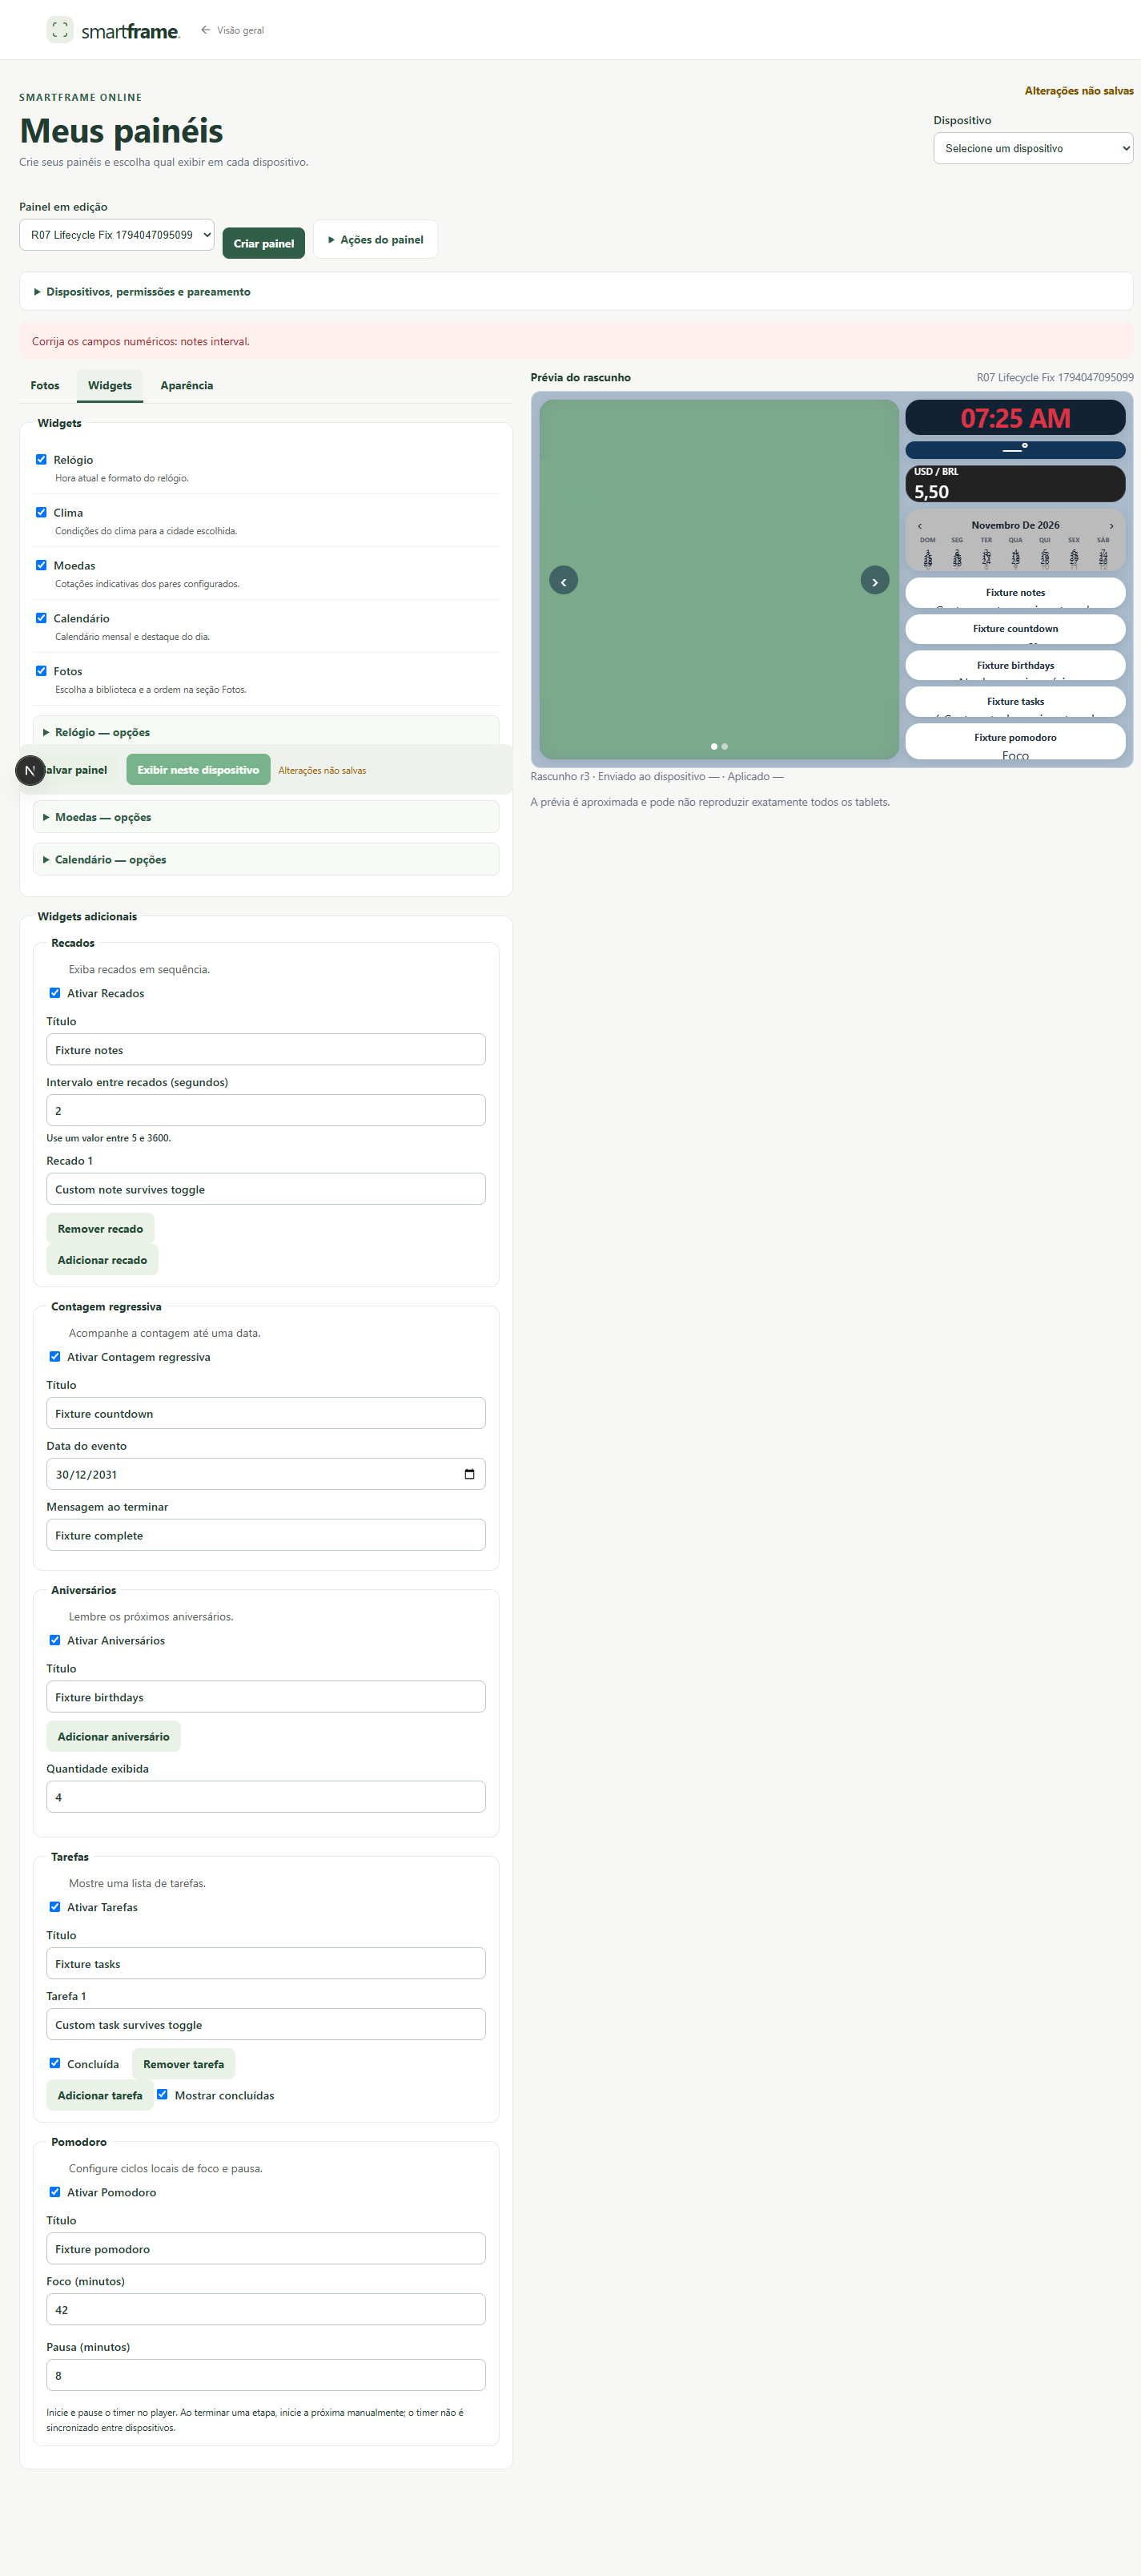 smartframe.
← Visão geral
SMARTFRAME ONLINE
Meus painéis
Crie seus painéis e escolha qual exibir em cada dispositivo.
Alterações não salvas
Dispositivo
Selecione um dispositivo
Painel em edição
R07 Lifecycle Fix 1794047095099
Criar painel
▶ Ações do painel
▶ Dispositivos, permissões e pareamento
Corrija os campos numéricos: notes interval.
Fotos
Widgets
Aparência
Widgets
Relógio
Hora atual e formato do relógio.
Clima
Condições do clima para a cidade escolhida.
Moedas
Cotações indicativas dos pares configurados.
Calendário
Calendário mensal e destaque do dia.
Fotos
Escolha a biblioteca e a ordem na seção Fotos.
▶ Relógio — opções
N
alvar painel
Exibir neste dispositivo
Alterações não salvas
▶ Moedas — opções
▶ Calendário — opções
Widgets adicionais
Recados
Exiba recados em sequência.
Ativar Recados
Título
Fixture notes
Intervalo entre recados (segundos)
2
Use um valor entre 5 e 3600.
Recado 1
Custom note survives toggle
Remover recado
Adicionar recado
Contagem regressiva
Acompanhe a contagem até uma data.
Ativar Contagem regressiva
Título
Fixture countdown
Data do evento
30/12/2031
Mensagem ao terminar
Fixture complete
Aniversários
Lembre os próximos aniversários.
Ativar Aniversários
Título
Fixture birthdays
Adicionar aniversário
Quantidade exibida
4
Tarefas
Mostre uma lista de tarefas.
Ativar Tarefas
Título
Fixture tasks
Tarefa 1
Custom task survives toggle
Concluída
Remover tarefa
Adicionar tarefa
Mostrar concluídas
Pomodoro
Configure ciclos locais de foco e pausa.
Ativar Pomodoro
Título
Fixture pomodoro
Foco (minutos)
42
Pausa (minutos)
8
Inicie e pause o timer no player. Ao terminar uma etapa, inicie a próxima manualmente; o timer não é
sincronizado entre dispositivos.
Prévia do rascunho
R07 Lifecycle Fix 1794047095099
‹ ›
07:25 AM
—°
USD / BRL
5,50
‹ Novembro De 2026 ›
DOM SEG TER QUA QUI SEX SÁB
Fixture notes
Fixture countdown
Fixture birthdays
Fixture tasks
Fixture pomodoro
Foco
Rascunho r3 · Enviado ao dispositivo — · Aplicado —
A prévia é aproximada e pode não reproduzir exatamente todos os tablets.